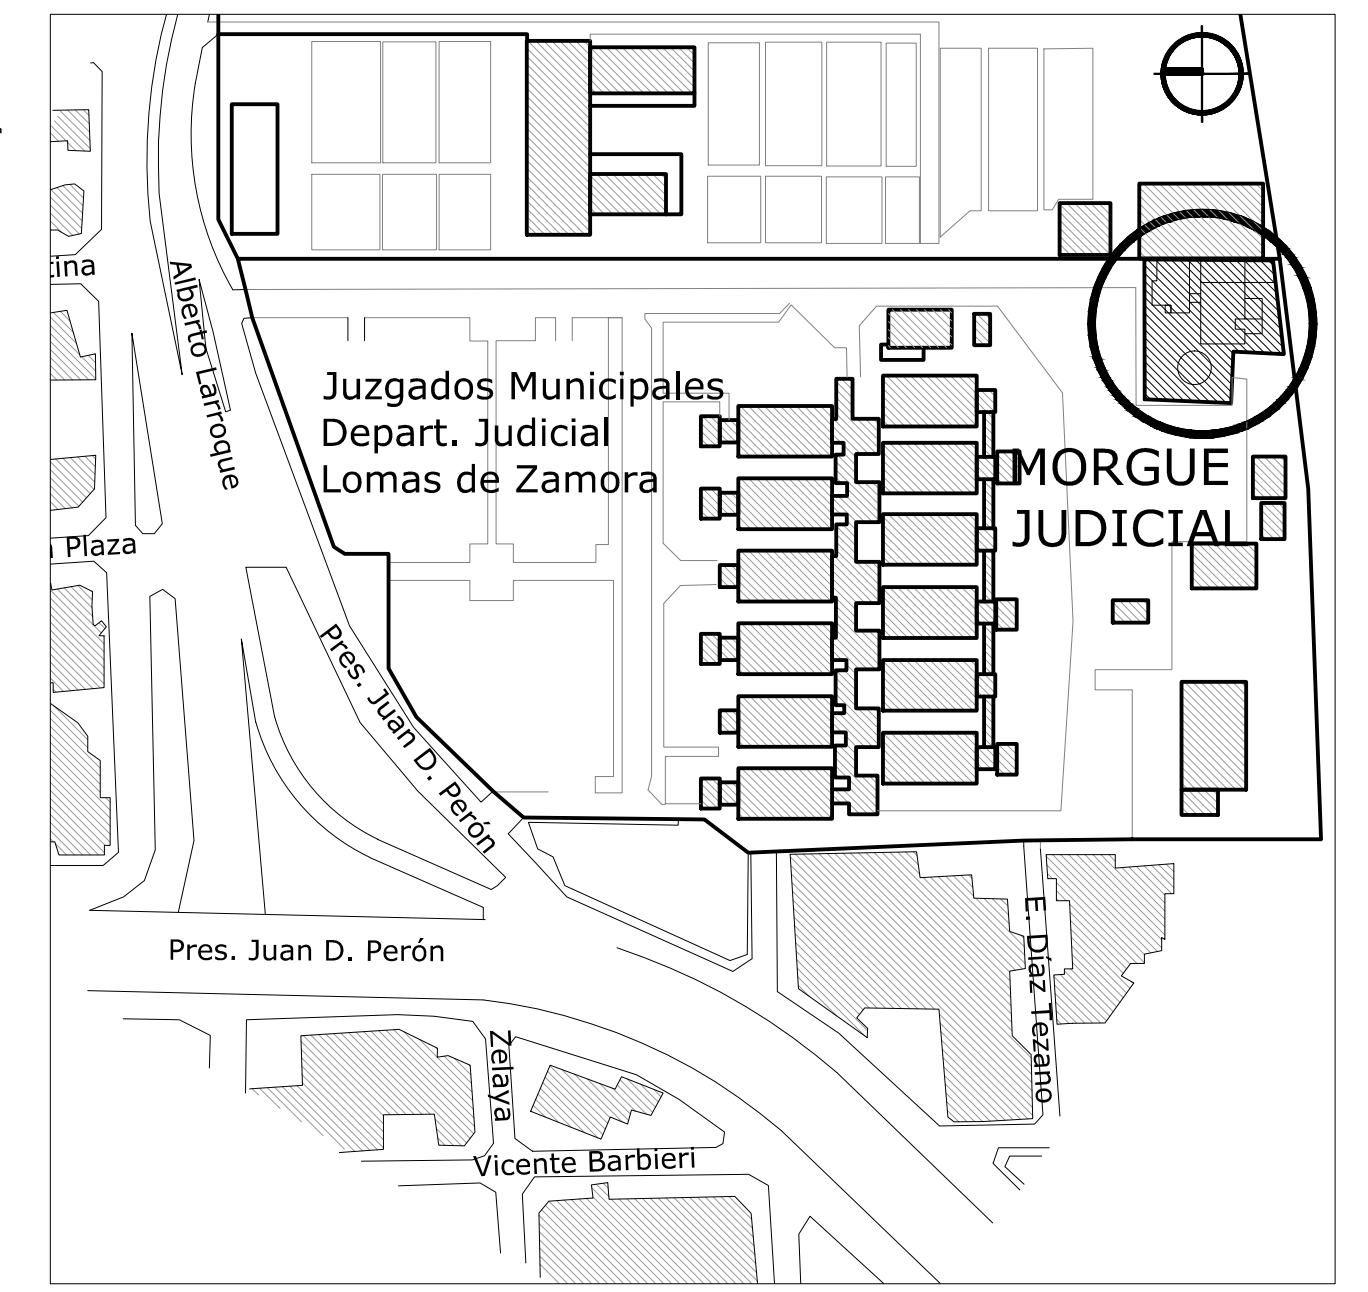 tina
Alberto Larroque
Juzgados Municipales
Depart. Judicial
Lomas de Zamora
MORGUE
JUDICIAL
Plaza
Pres. Juan D. Perón
Pres. Juan D. Perón
E. Díaz Tezano
Zelaya
Vicente Barbieri